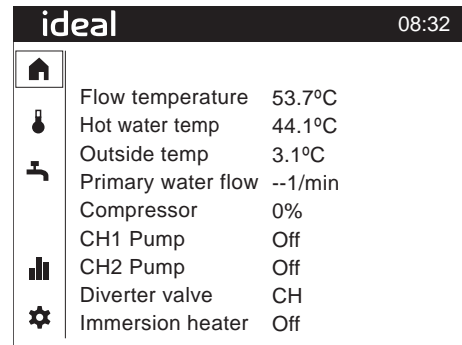 ideal 08:32
Flow temperature 53.7ºC
Hot water temp 44.1ºC
Outside temp 3.1ºC
Primary water flow --1/min
Compressor 0%
CH1 Pump Off
CH2 Pump Off
Diverter valve CH
Immersion heater Off